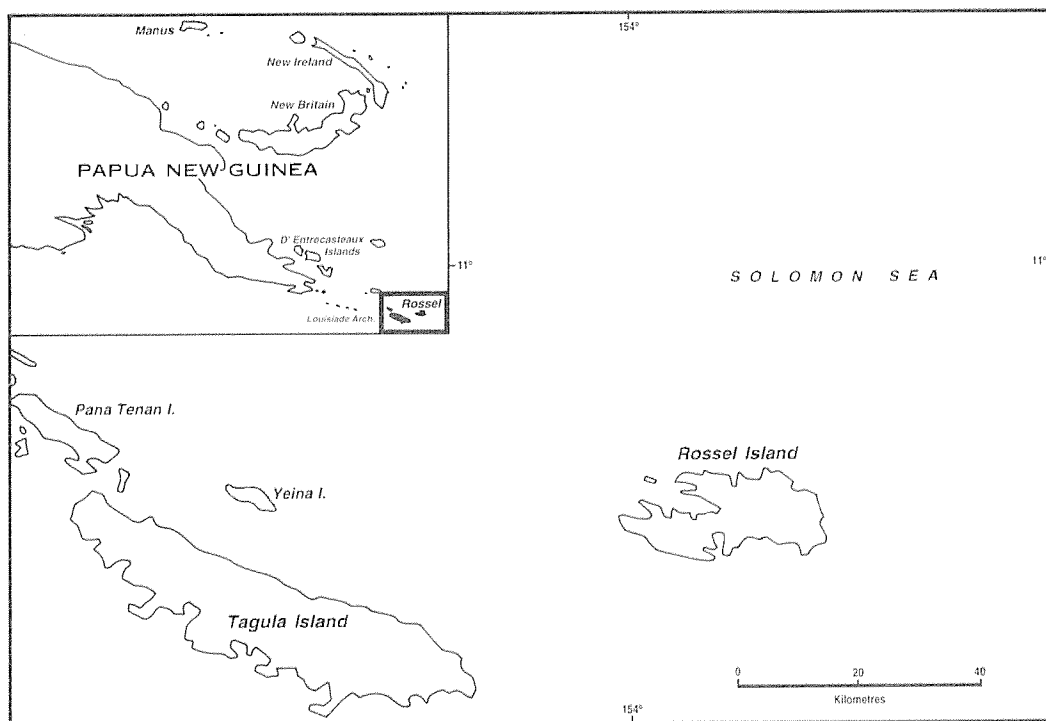 154°
Manus
New Ireland
New Britain
PAPUA NEW GUINEA
D' Entrecasteaux
Islands
11°
11°
SOLOMON SEA
Rossel
Louisiade Arch.
Pana Tenan I.
Rossel Island
Yeina I.
Tagula Island
0 20 40
Kilometres
154°